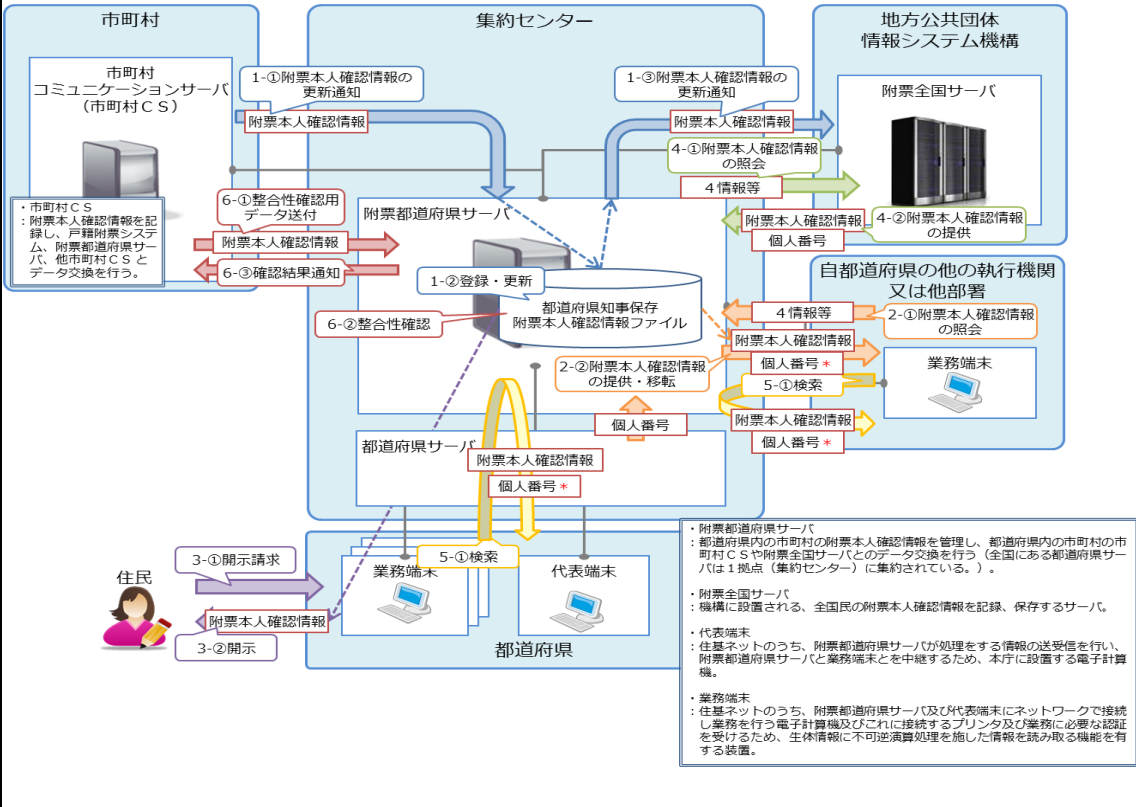 市町村
市町村
コミュニケーションサーバ
（市町村ＣＳ）
・市町村ＣＳ
：附票本人確認情報を記
録し、戸籍附票システ
ム、附票都道府県サー
バ、他市町村ＣＳと
データ交換を行う。
集約センター
1-①附票本人確認情報の
更新通知
附票本人確認情報
1-③附票本人確認情報の
更新通知
附票本人確認情報
4-①附票本人確認情報
の照会
４情報等
附票本人確認情報
個人番号
4-②附票本人確認情報
の提供
地方公共団体
情報システム機構
附票全国サーバ
6-①整合性確認用
データ送付
附票本人確認情報
6-③確認結果通知
附票都道府県サーバ
1-②登録・更新
6-②整合性確認
都道府県知事保存
附票本人確認情報ファイル
自都道府県の他の執行機関
又は他部署
４情報等
2-①附票本人確認情報
の照会
附票本人確認情報
個人番号＊
2-②附票本人確認情報
の提供・移転
5-①検索
業務端末
附票本人確認情報
個人番号＊
個人番号
都道府県サーバ
附票本人確認情報
個人番号＊
5-①検索
業務端末
代表端末
都道府県
住民
3-①開示請求
附票本人確認情報
3-②開示
・附票都道府県サーバ
：都道府県内の市町村の附票本人確認情報を管理し、都道府県内の市町村の市
町村ＣＳや附票全国サーバとのデータ交換を行う（全国にある都道府県サー
バは１拠点（集約センター）に集約されている。）。
・附票全国サーバ
：機構に設置される、全国民の附票本人確認情報を記録、保存するサーバ。
・代表端末
：住基ネットのうち、附票都道府県サーバが処理をする情報の送受信を行い、
附票都道府県サーバと業務端末とを中継するため、本庁に設置する電子計算
機。
・業務端末
：住基ネットのうち、附票都道府県サーバ及び代表端末にネットワークで接続
し業務を行う電子計算機及びこれに接続するプリンタ及び業務に必要な認証
を受けるため、生体情報に不可逆演算処理を施した情報を読み取る機能を有
する装置。